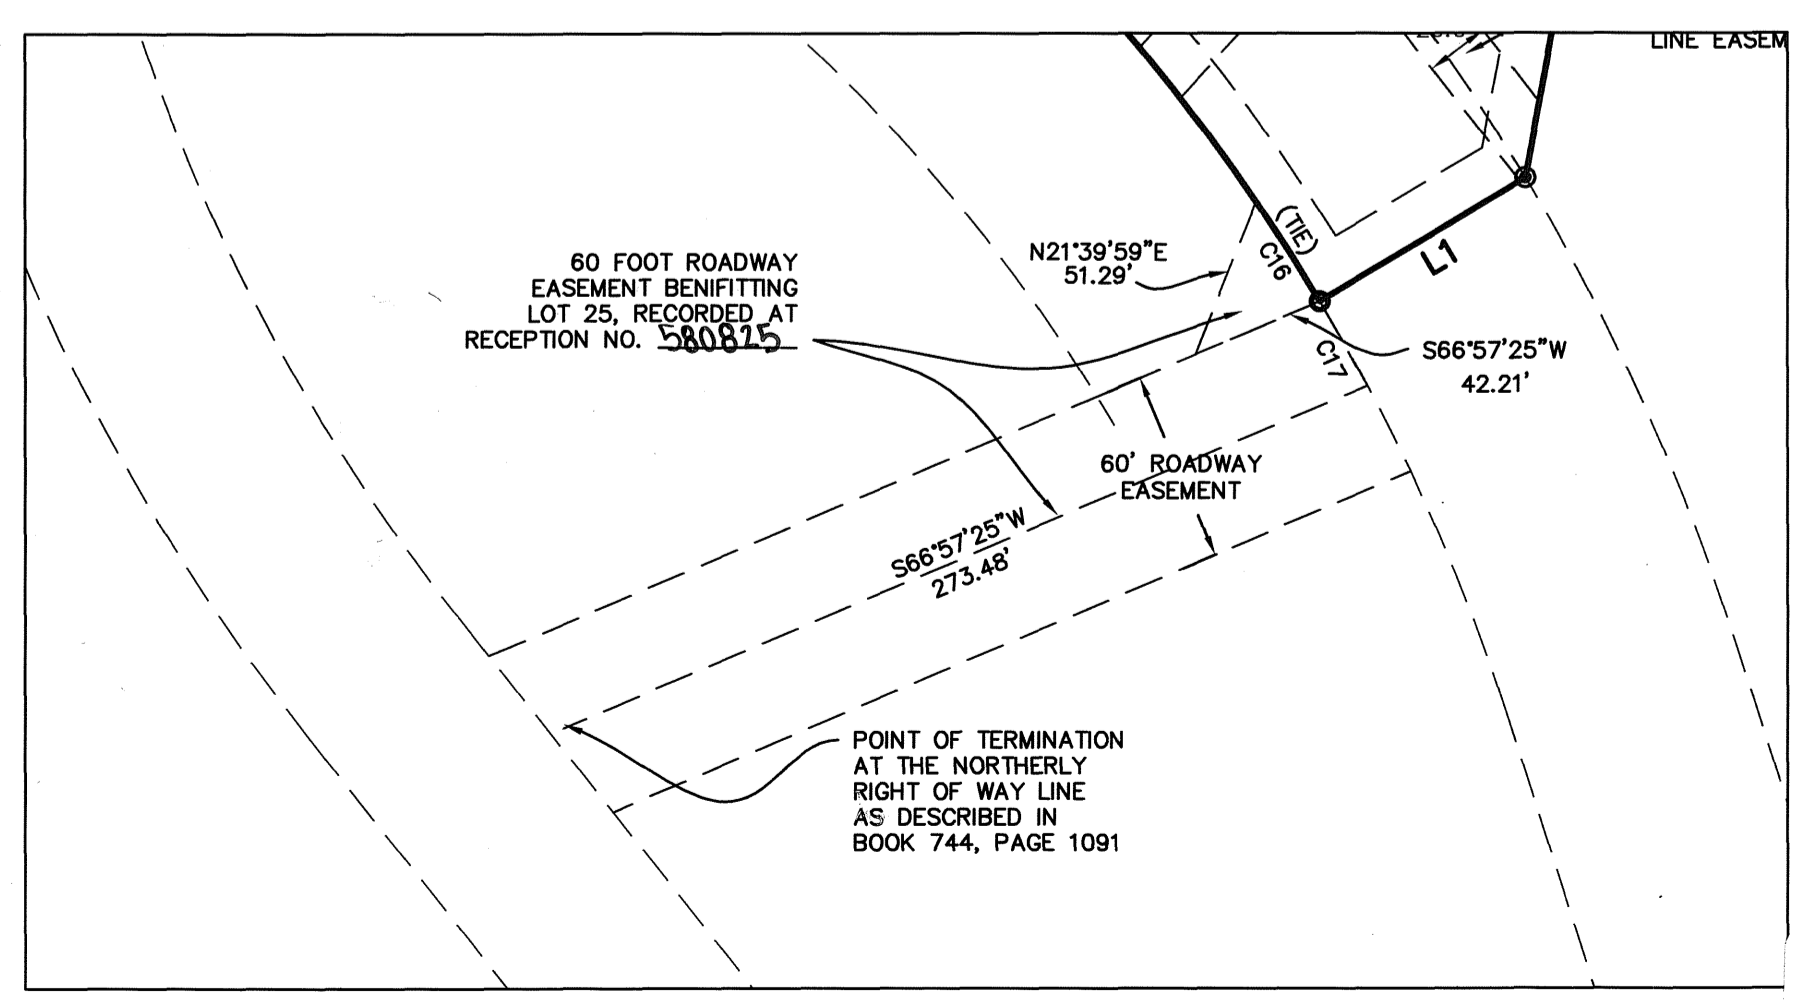 LINE EASEM
(TIE)
C16
N21°39'59"E
51.29'
L1
60 FOOT ROADWAY
EASEMENT BENIFITTING
LOT 25, RECORDED AT
RECEPTION NO. 580825
C17
S66°57'25"W
42.21'
60' ROADWAY
EASEMENT
S66°57'25"W
273.48'
POINT OF TERMINATION
AT THE NORTHERLY
RIGHT OF WAY LINE
AS DESCRIBED IN
BOOK 744, PAGE 1091